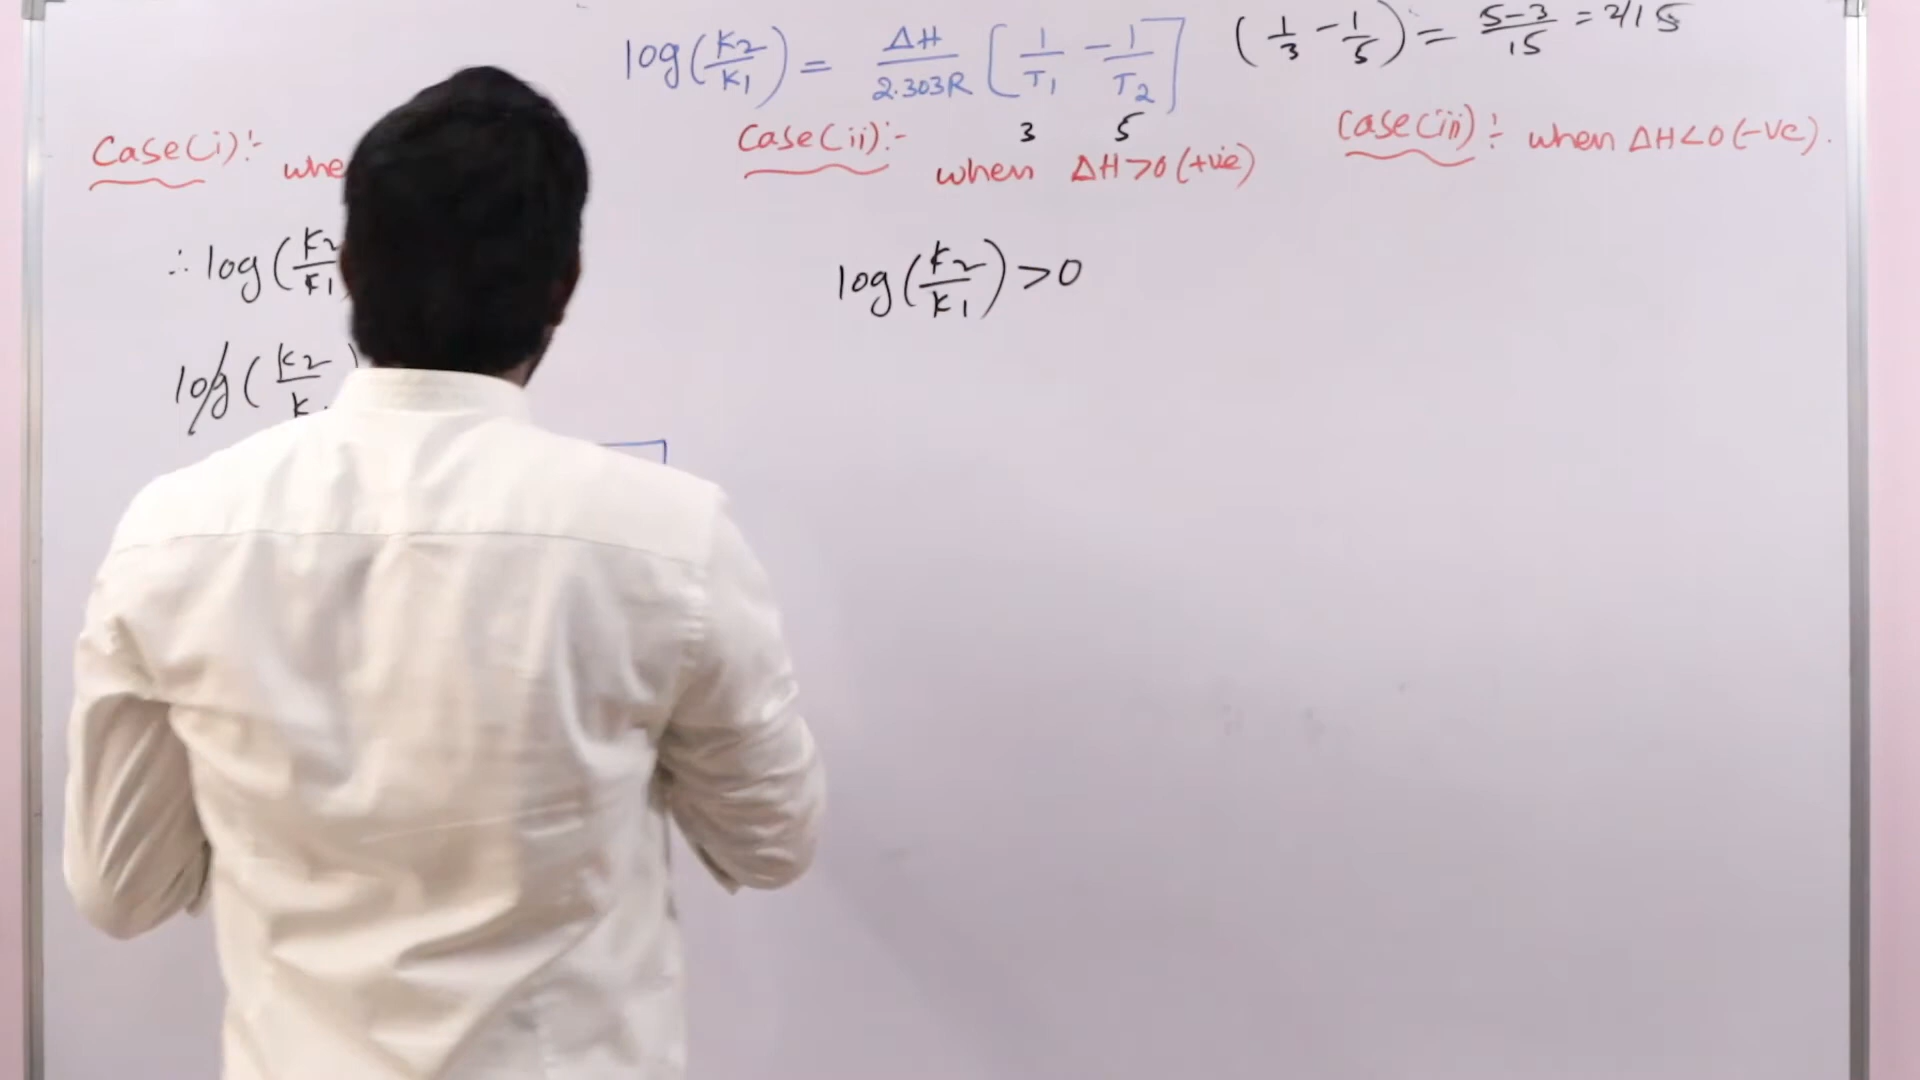 log(K2/K1) = ΔH/2.303R [1/T1 - 1/T2]
3 5
(1/3 - 1/5) = 5-3/15 = 2/15
Case(i):-
∴ log(K2/K1
log(K2/K
Case(ii):-
when ΔH>0(+ve)
log(K2/K1)>0
Case(iii):- when ΔH<0(-ve).